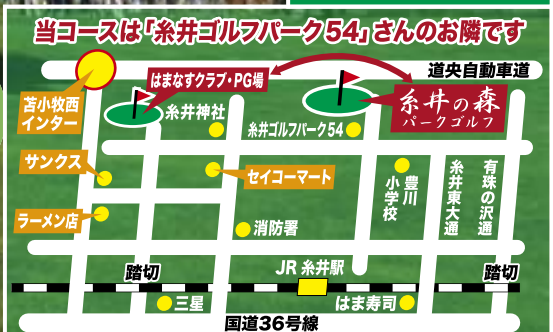 当コースは「糸井ゴルフパーク54」さんのお隣です
道央自動車道
はまなすクラブ・PG場
苫小牧西
インター
糸井神社
糸井の森
パークゴルフ
糸井ゴルフパーク54
サンクス
セイコーマート
豊川
小学校
糸井東大通
有珠の沢通
ラーメン店
消防署
踏切
JR 糸井駅
踏切
三星
はま寿司
国道36号線